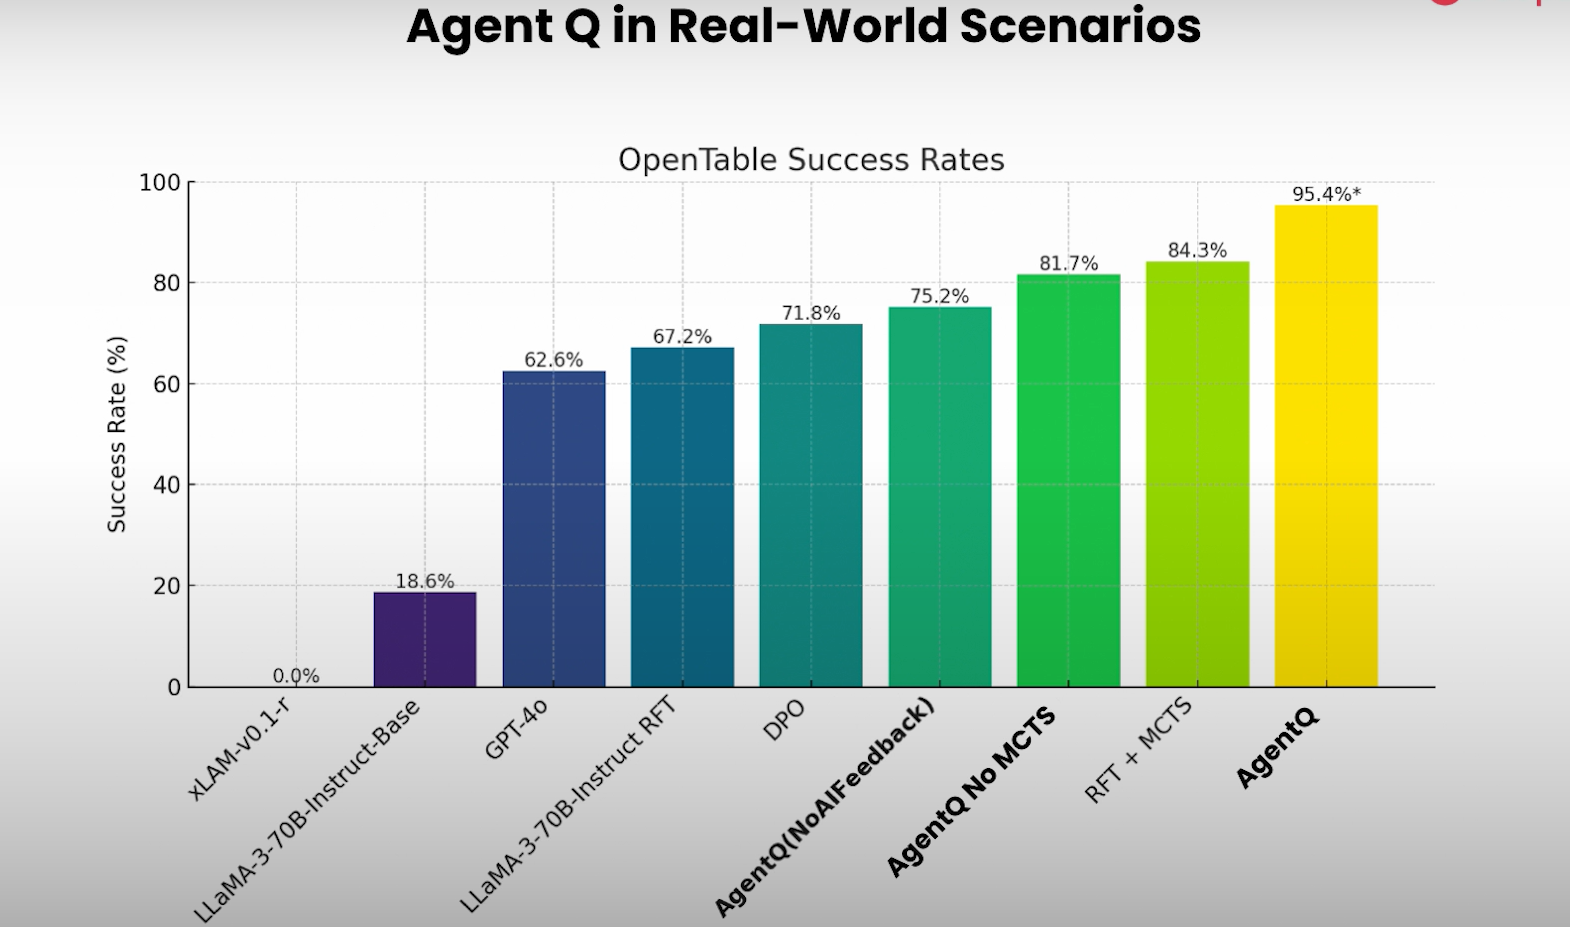 Agent Q in Real-World Scenarios
OpenTable Success Rates
Success Rate (%)
100
80
60
40
20
0
0.0%
18.6%
62.6%
67.2%
71.8%
75.2%
81.7%
84.3%
95.4%*
xLAM-v0.1-r
LLaMA-3-70B-Instruct-Base
GPT-4o
LLaMA-3-70B-Instruct RFT
DPO
AgentQ(NoAIFeedback)
AgentQ No MCTS
RFT + MCTS
AgentQ